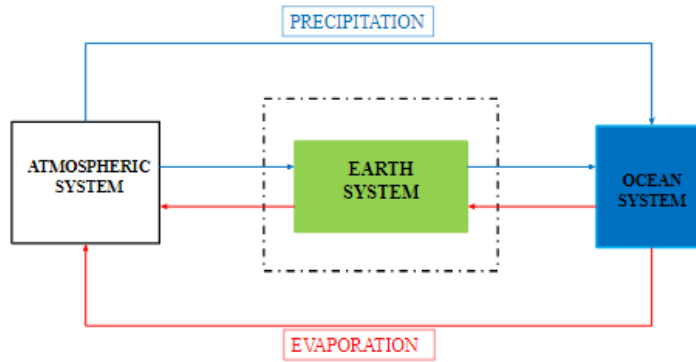 PRECIPITATION
ATMOSPHERIC
SYSTEM
EARTH
SYSTEM
OCEAN
SYSTEM
EVAPORATION